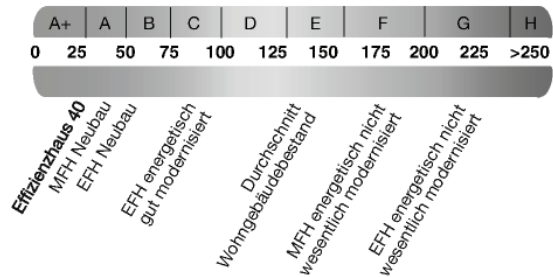 A+ A B C D E F G H
0 25 50 75 100 125 150 175 200 225 >250
Effizienzhaus 40
MFH Neubau
EFH Neubau
EFH energetisch
gut modernisiert
Durchschnitt
Wohngebäudebestand
MFH energetisch nicht
wesentlich modernisiert
EFH energetisch nicht
wesentlich modernisiert